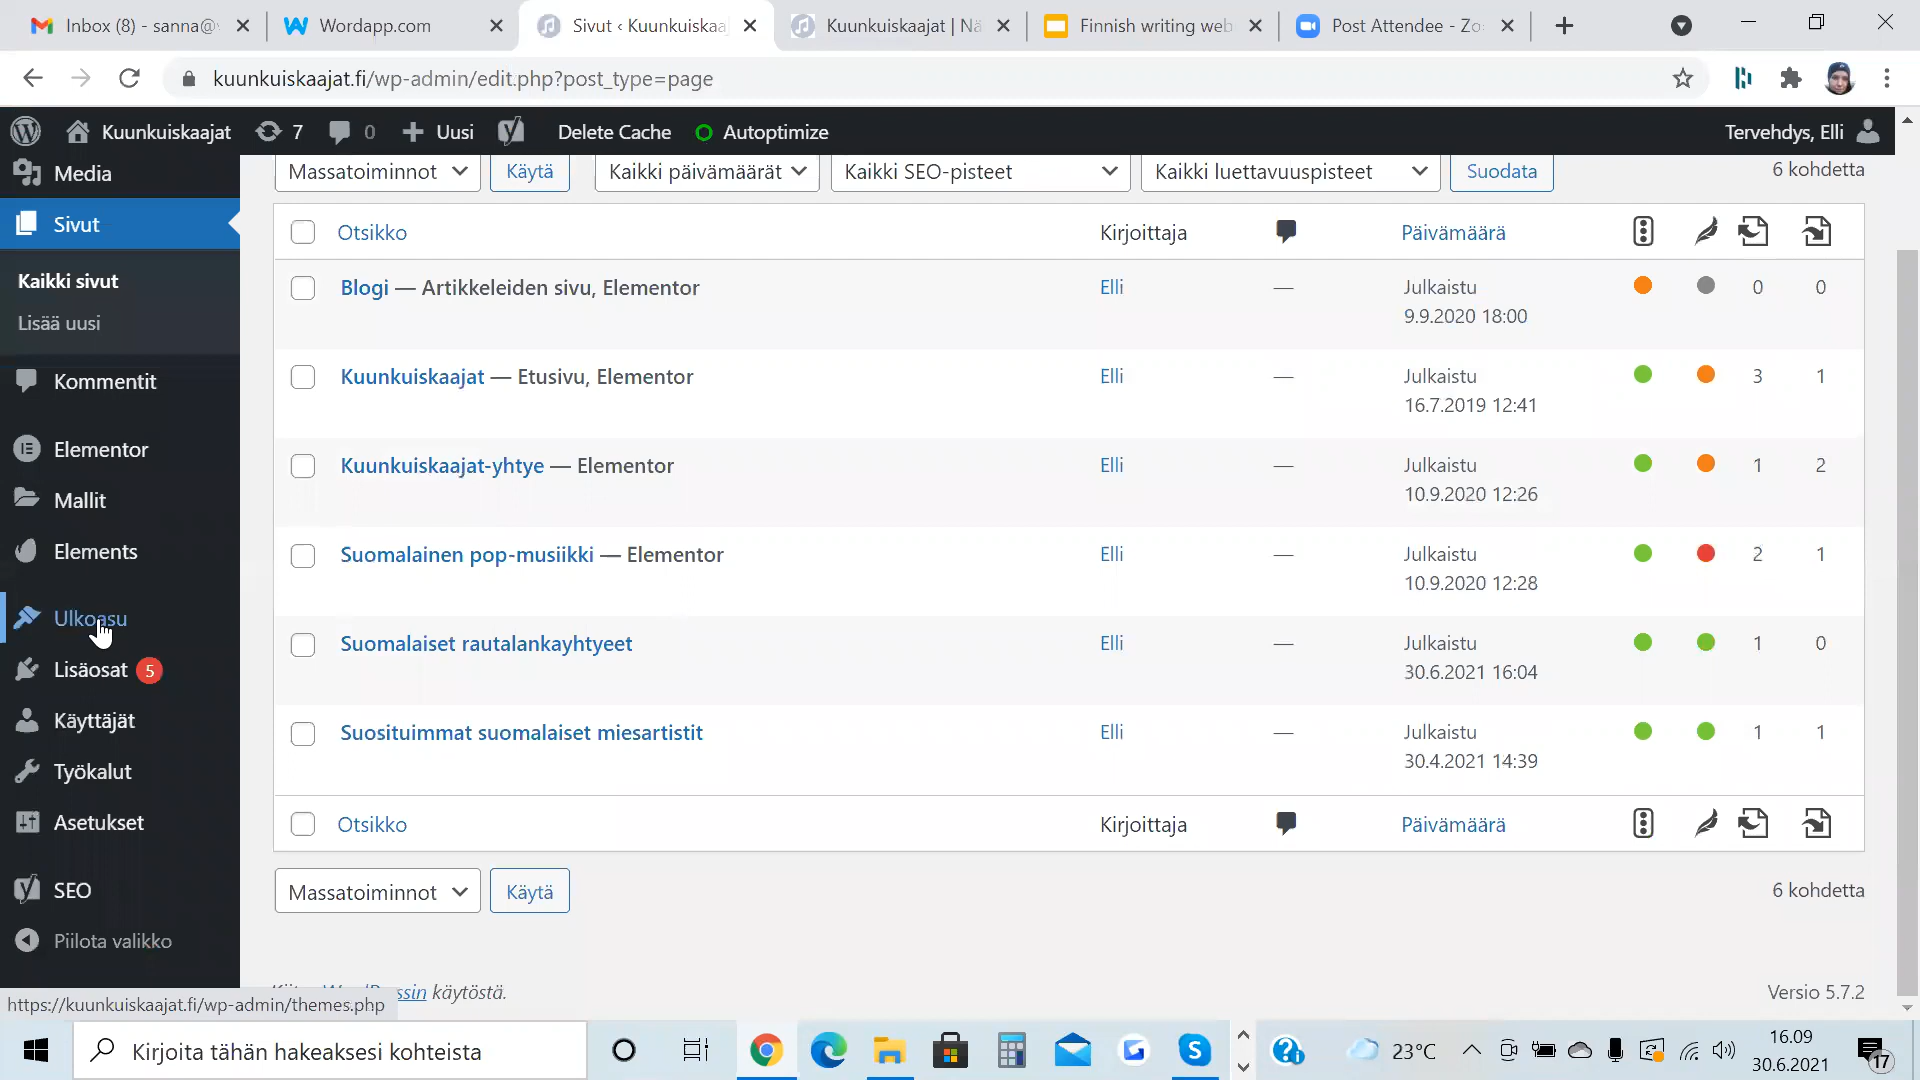 Inbox (8) - sanna@
Wordapp.com
Sivut ‹ Kuunkuiskaaj
Kuunkuiskaajat | Nä
Finnish writing web
Post Attendee - Zo
kuunkuiskaajat.fi/wp-admin/edit.php?post_type=page
Kuunkuiskaajat
7
0
Uusi
Delete Cache
Autoptimize
Tervehdys, Elli
Media
Sivut
Kaikki sivut
Lisää uusi
Kommentit
Elementor
Mallit
Elements
Ulkoasu
Lisäosat 5
Käyttäjät
Työkalut
Asetukset
SEO
Piilota valikko
Massatoiminnot
Käytä
Kaikki päivämäärät
Kaikki SEO-pisteet
Kaikki luettavuuspisteet
Suodata
6 kohdetta
Otsikko Kirjoittaja Päivämäärä
Blogi — Artikkeleiden sivu, Elementor Elli — Julkaistu 0 0
9.9.2020 18:00
Kuunkuiskaajat — Etusivu, Elementor Elli — Julkaistu 3 1
16.7.2019 12:41
Kuunkuiskaajat-yhtye — Elementor Elli — Julkaistu 1 2
10.9.2020 12:26
Suomalainen pop-musiikki — Elementor Elli — Julkaistu 2 1
10.9.2020 12:28
Suomalaiset rautalankayhtyeet Elli — Julkaistu 1 0
30.6.2021 16:04
Suosituimmat suomalaiset miesartistit Elli — Julkaistu 1 1
30.4.2021 14:39
Otsikko Kirjoittaja Päivämäärä
Massatoiminnot
Käytä
6 kohdetta
käytöstä.
Versio 5.7.2
https://kuunkuiskaajat.fi/wp-admin/themes.php
Kirjoita tähän hakeaksesi kohteista
23°C
16.09
30.6.2021
17